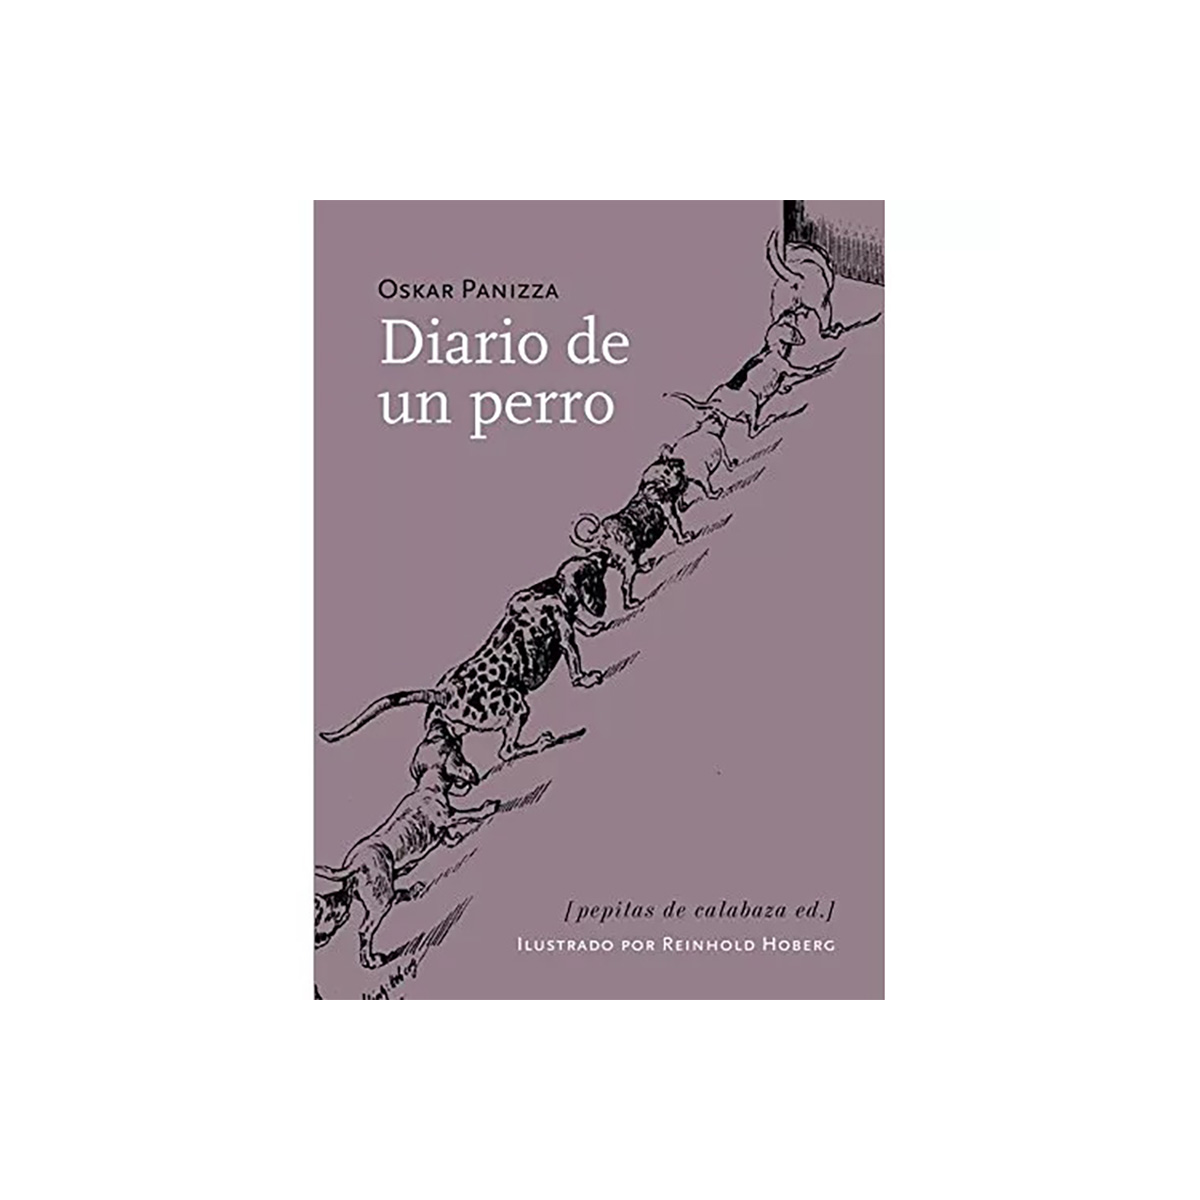 OSKAR PANIZZA
Diario de
un perro
[pepitas de calabaza ed.]
ILUSTRADO POR REINHOLD HOBERG